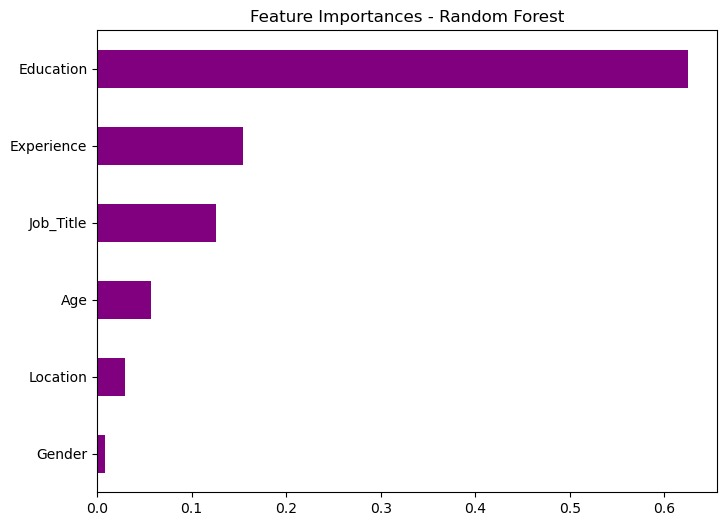 Feature Importances - Random Forest
Education
Experience
Job_Title
Age
Location
Gender
0.0 0.1 0.2 0.3 0.4 0.5 0.6